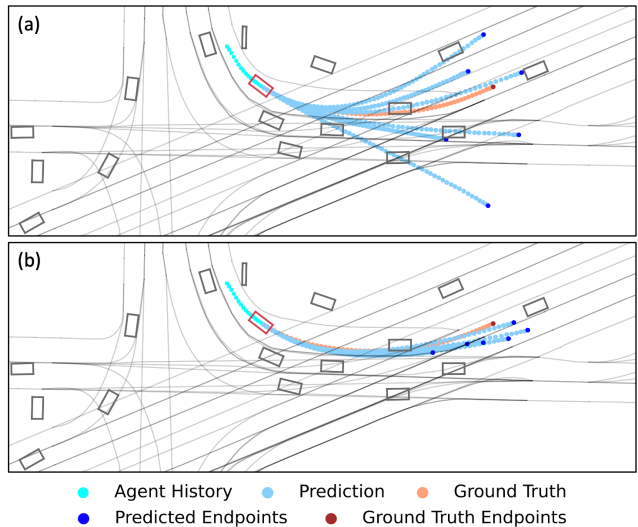 (a)
(b)
Agent History Prediction Ground Truth
Predicted Endpoints Ground Truth Endpoints